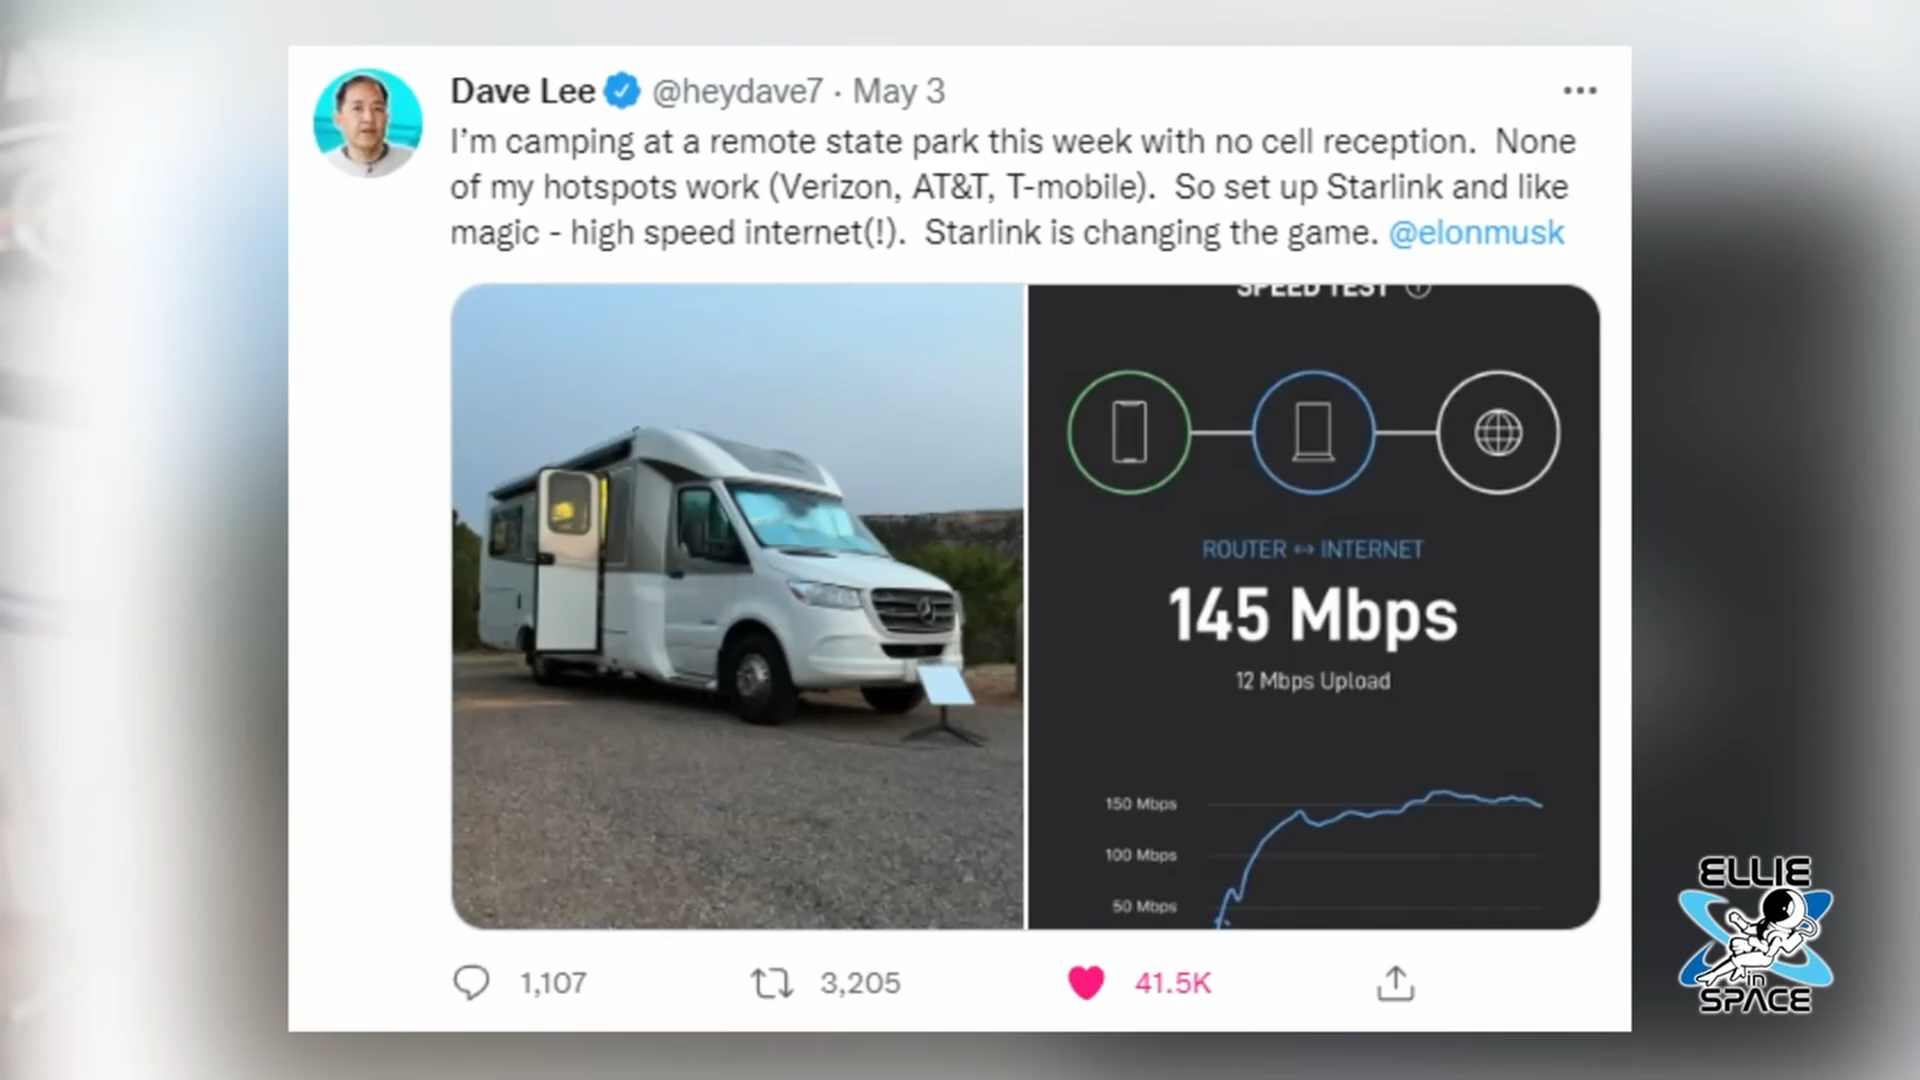 Dave Lee @heydave7 · May 3
I’m camping at a remote state park this week with no cell reception. None
of my hotspots work (Verizon, AT&T, T-mobile). So set up Starlink and like
magic - high speed internet(!). Starlink is changing the game. @elonmusk
SPEED TEST
ROUTER ↔ INTERNET
145 Mbps
12 Mbps Upload
150 Mbps
100 Mbps
50 Mbps
1,107
3,205
41.5K
ELLIE
in
SPACE